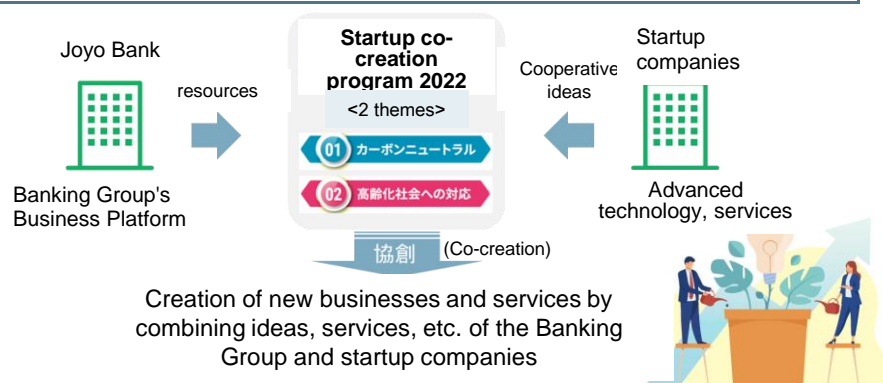 Joyo Bank
resources
Banking Group's
Business Platform
Startup co-
creation
program 2022
<2 themes>
01 カーボンニュートラル
02 高齢化社会への対応
Cooperative
ideas
Startup
companies
Advanced
technology, services
協創 (Co-creation)
Creation of new businesses and services by
combining ideas, services, etc. of the Banking
Group and startup companies